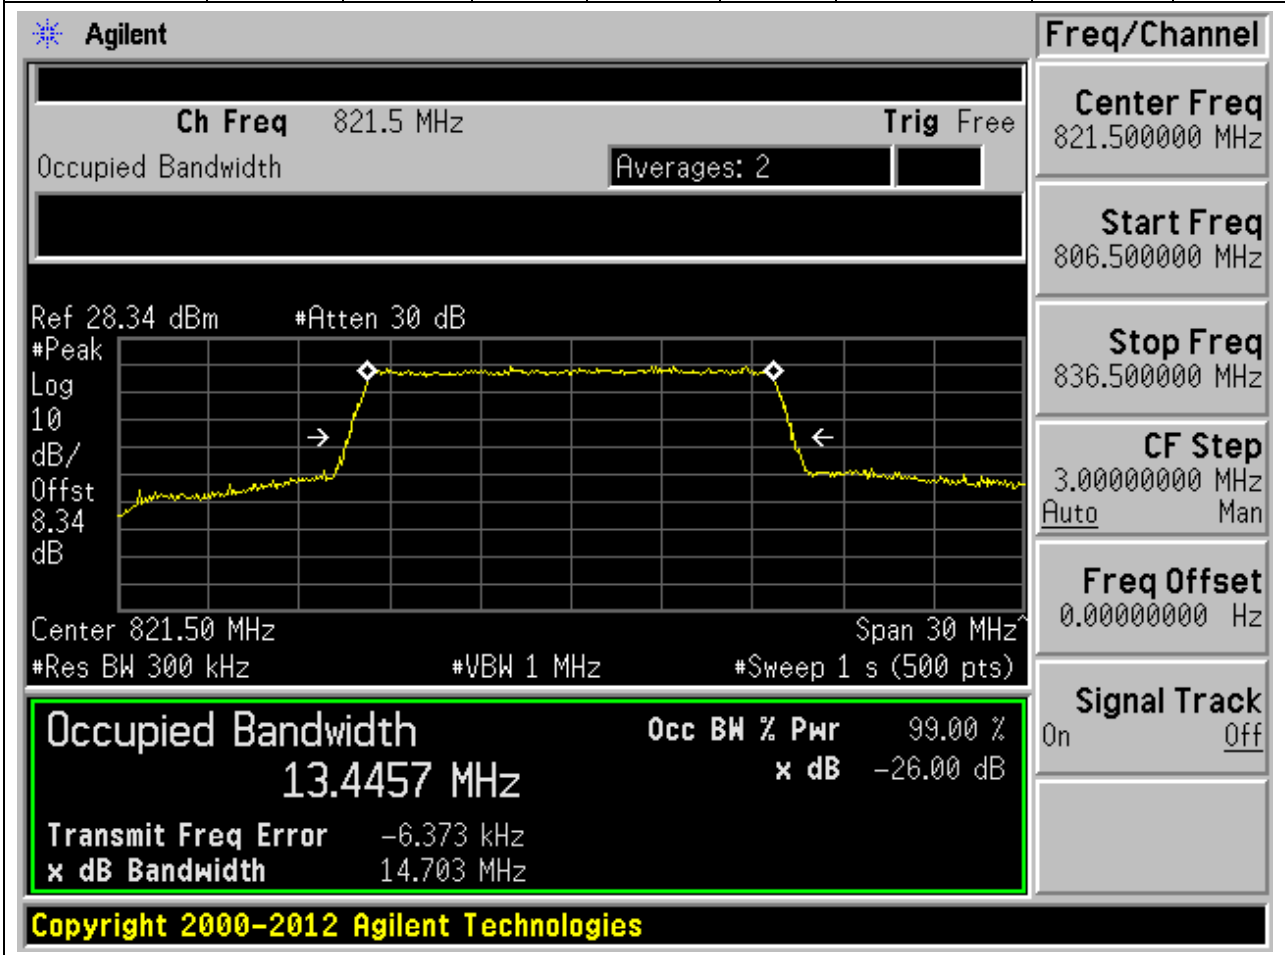 Agilent
Freq/Channel
Ch Freq 821.5 MHz Trig Free
Occupied Bandwidth Averages: 2
Center Freq
821.500000 MHz
Start Freq
806.500000 MHz
Stop Freq
836.500000 MHz
CF Step
3.00000000 MHz
Auto Man
Freq Offset
0.00000000 Hz
Signal Track
On Off
Ref 28.34 dBm #Atten 30 dB
#Peak
Log
10
dB/
Offst
8.34
dB
Center 821.50 MHz Span 30 MHz^
#Res BW 300 kHz #VBW 1 MHz #Sweep 1 s (500 pts)
Occupied Bandwidth Occ BW % Pwr 99.00 %
13.4457 MHz x dB -26.00 dB
Transmit Freq Error -6.373 kHz
x dB Bandwidth 14.703 MHz
Copyright 2000-2012 Agilent Technologies